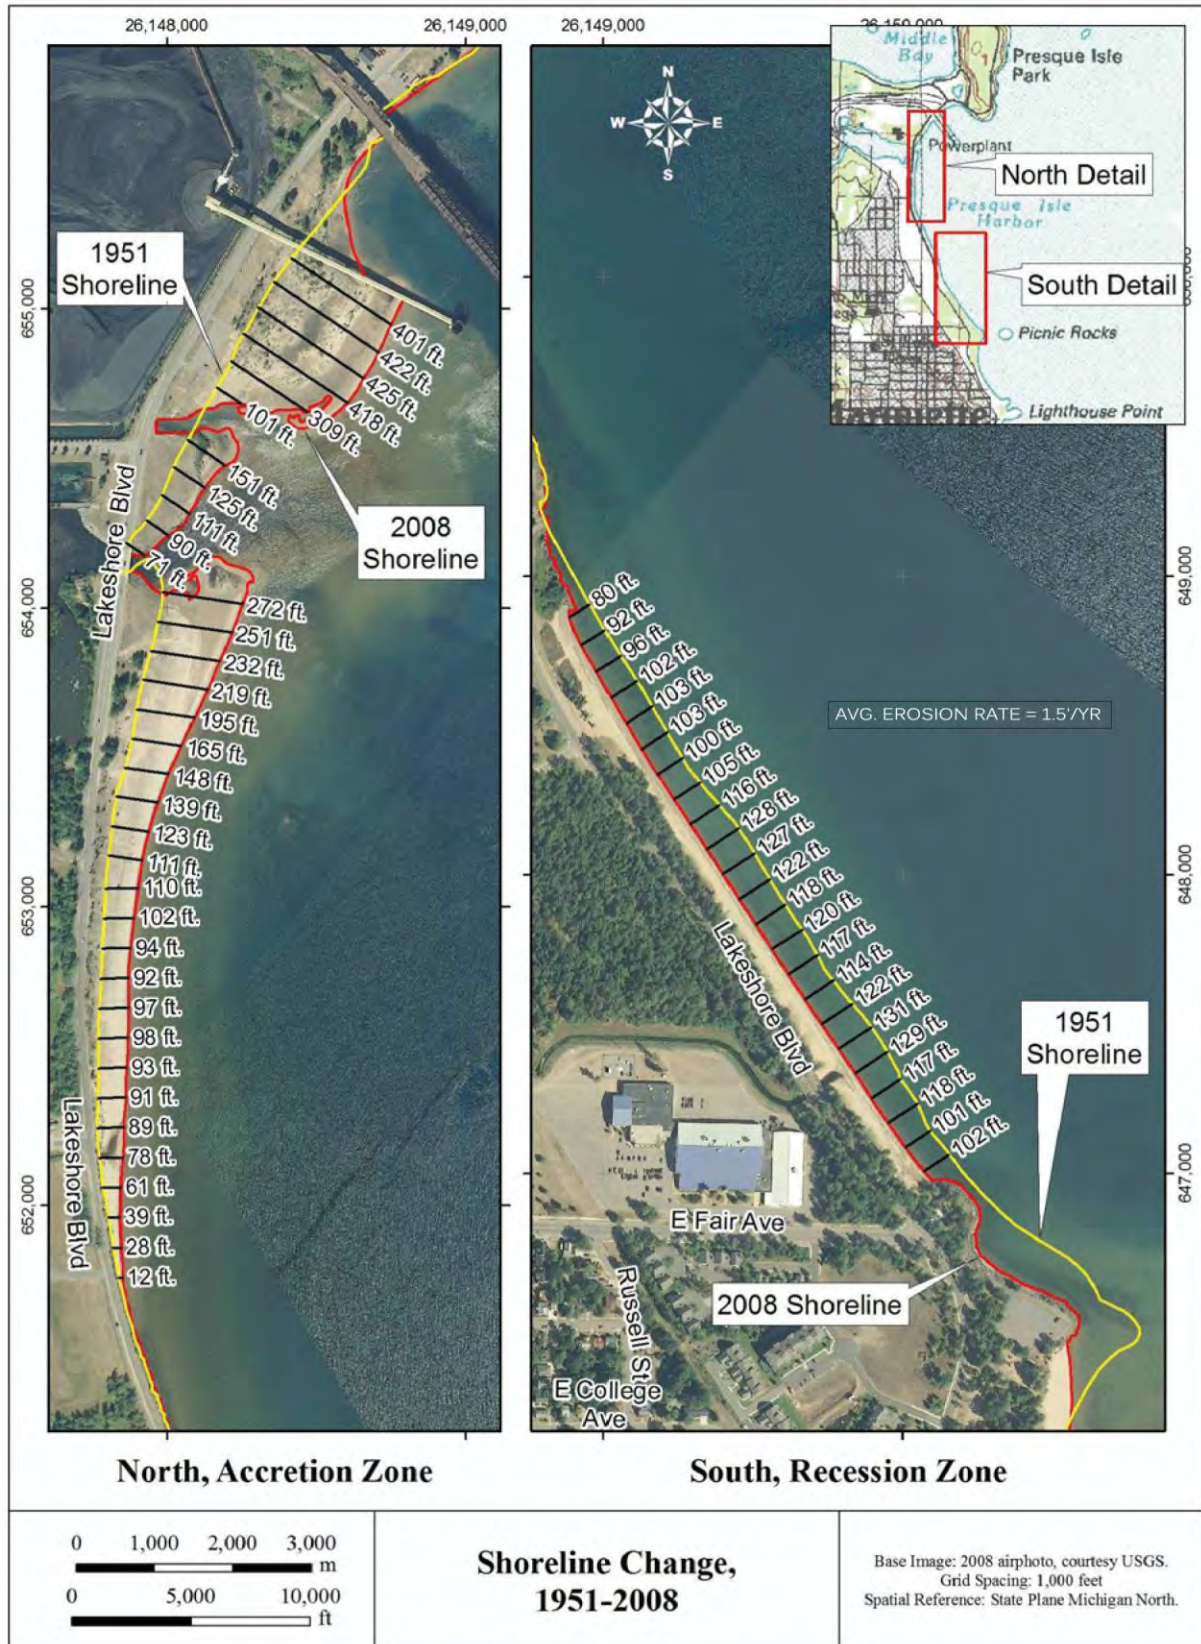 26,148,000
26,149,000
26,149,000
26,150,000
655,000
654,000
653,000
652,000
1951
Shoreline
401 ft.
422 ft.
425 ft.
418 ft.
309 ft.
101 ft.
151 ft.
125 ft.
111 ft.
90 ft.
71 ft.
2008
Shoreline
Lakeshore Blvd
272 ft.
251 ft.
232 ft.
219 ft.
195 ft.
165 ft.
148 ft.
139 ft.
123 ft.
111 ft.
110 ft.
102 ft.
94 ft.
92 ft.
97 ft.
98 ft.
93 ft.
91 ft.
89 ft.
78 ft.
61 ft.
39 ft.
28 ft.
12 ft.
Lakeshore Blvd
North, Accretion Zone
N
W
E
S
Middle
Bay
Presque Isle
Park
Powerplant
North Detail
Presque Isle
Harbor
South Detail
Picnic Rocks
Lighthouse Point
649,000
648,000
647,000
80 ft.
92 ft.
96 ft.
102 ft.
103 ft.
103 ft.
100 ft.
105 ft.
116 ft.
128 ft.
127 ft.
122 ft.
118 ft.
120 ft.
117 ft.
114 ft.
122 ft.
131 ft.
129 ft.
117 ft.
118 ft.
101 ft.
102 ft.
AVG. EROSION RATE = 1.5'/YR
Lakeshore Blvd
1951
Shoreline
E Fair Ave
2008 Shoreline
Russell St
E College
Ave
South, Recession Zone
0 1,000 2,000 3,000
m
0 5,000 10,000
ft
Shoreline Change,
1951-2008
Base Image: 2008 airphoto, courtesy USGS.
Grid Spacing: 1,000 feet
Spatial Reference: State Plane Michigan North.